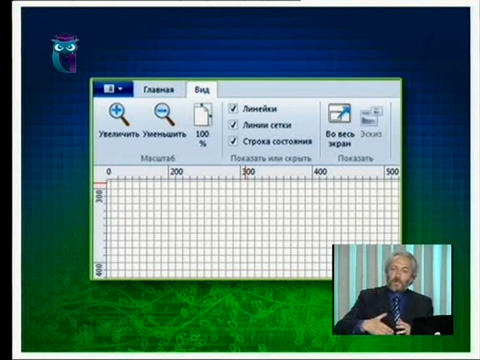 Главная Вид
Увеличить Уменьшить 100 %
Масштаб
Линейки
Линии сетки
Строка состояния
Показать или скрыть
Во весь экран
Эскиз
Показать
0 200 300 400 500
300
400